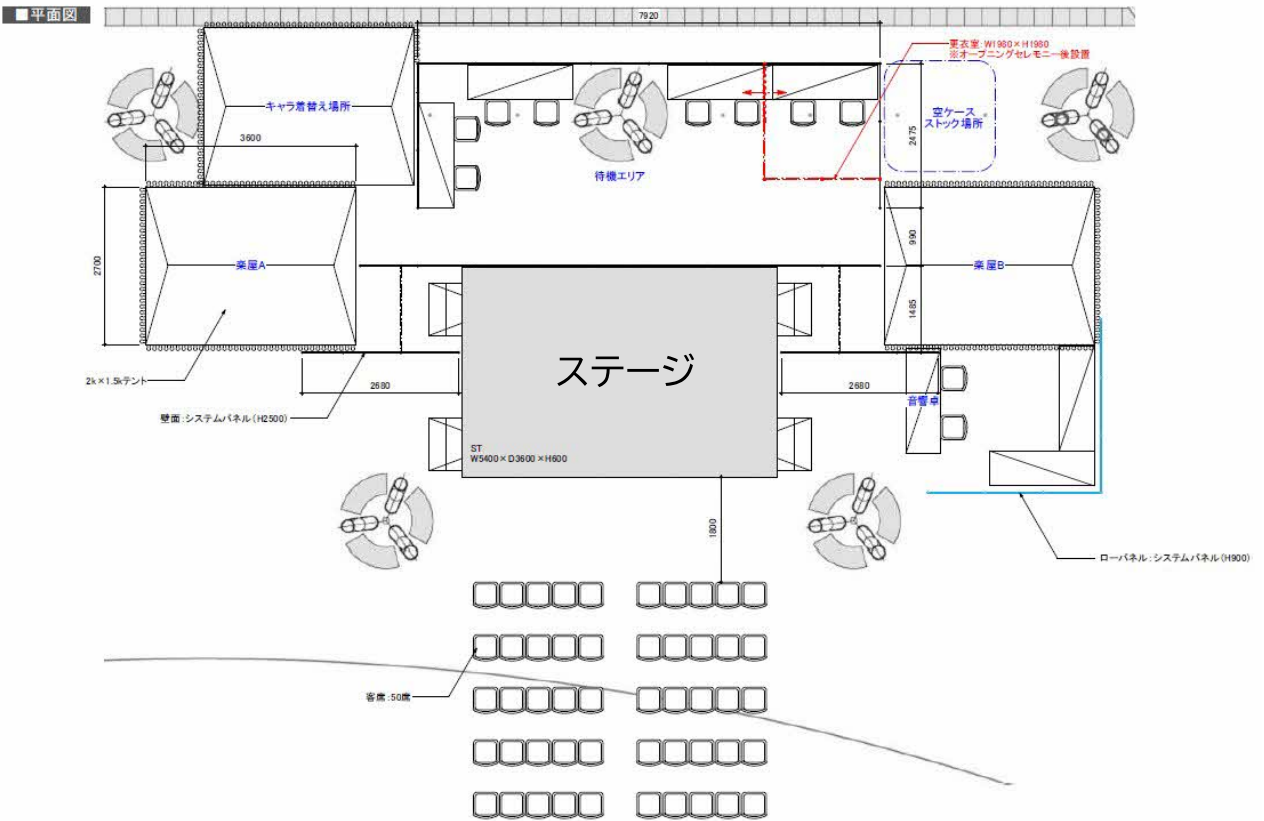 ■平面図
7920
更衣室:W1980×H1980
※オープニングセレモニー後設置
キャラ着替え場所
空ケース
ストック場所
3600
2475
待機エリア
2700
楽屋A
990
楽屋B
1485
ステージ
2k×1.5kテント
2680
2680
音響卓
壁面:システムパネル(H2500)
ST
W5400×D3600×H600
1800
ローパネル:システムパネル(H900)
客席:50席